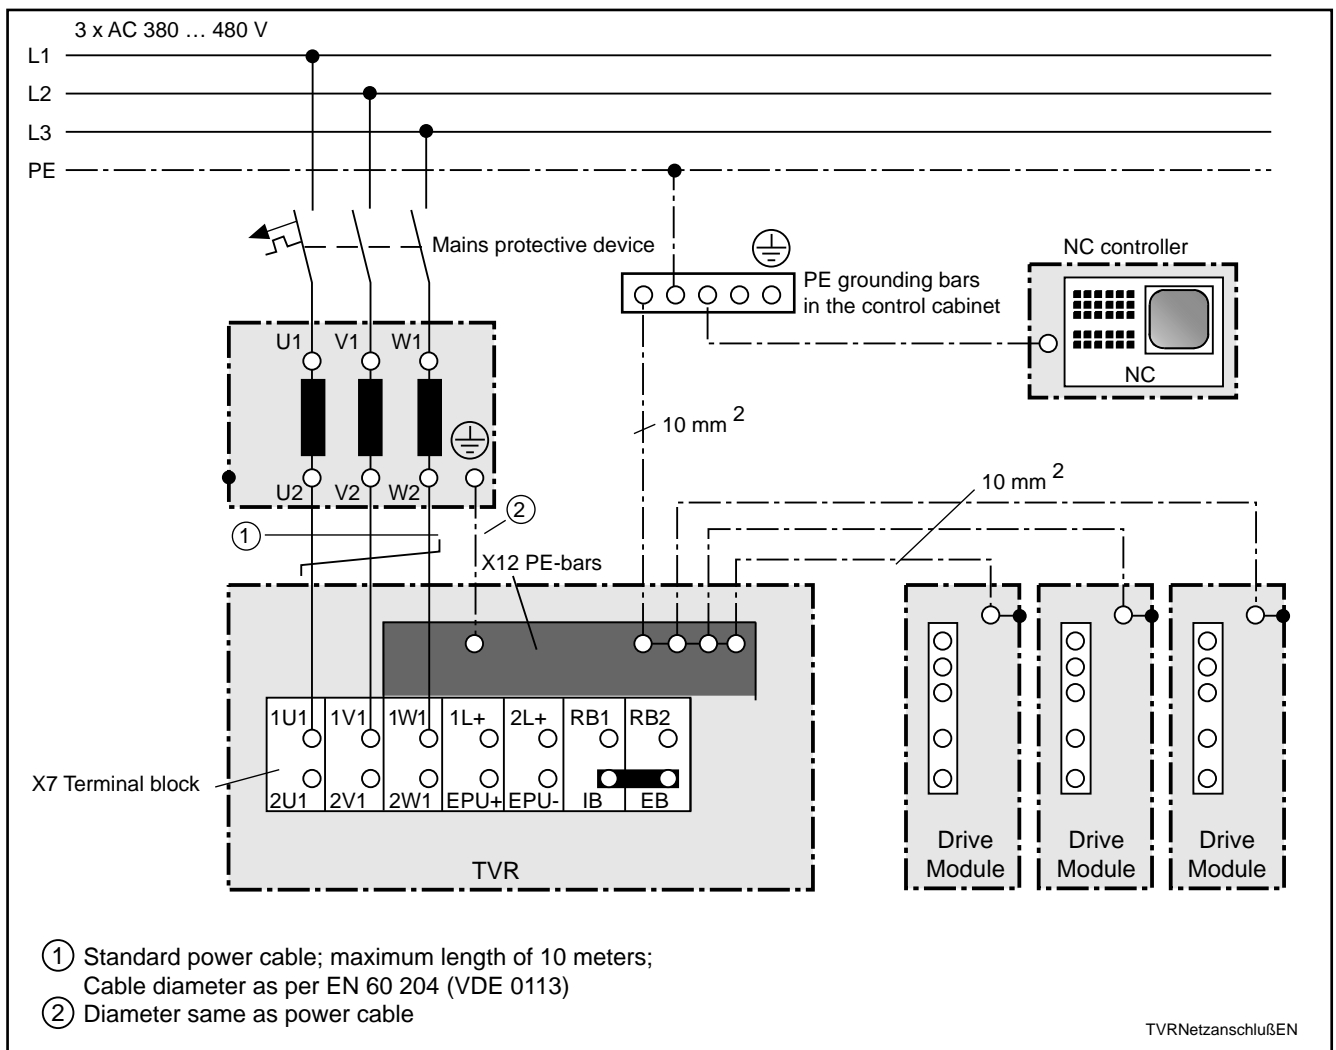 3 x AC 380 … 480 V
L1
L2
L3
PE
Mains protective device
PE grounding bars
in the control cabinet
NC controller
NC
U1 V1 W1
U2 V2 W2
10 mm 2
10 mm 2
1
2
X12 PE-bars
1U1 1V1 1W1 1L+ 2L+ RB1 RB2
X7 Terminal block
2U1 2V1 2W1 EPU+ EPU- IB EB
TVR
Drive
Module
Drive
Module
Drive
Module
1 Standard power cable; maximum length of 10 meters;
Cable diameter as per EN 60 204 (VDE 0113)
2 Diameter same as power cable
TVRNetzanschlußEN